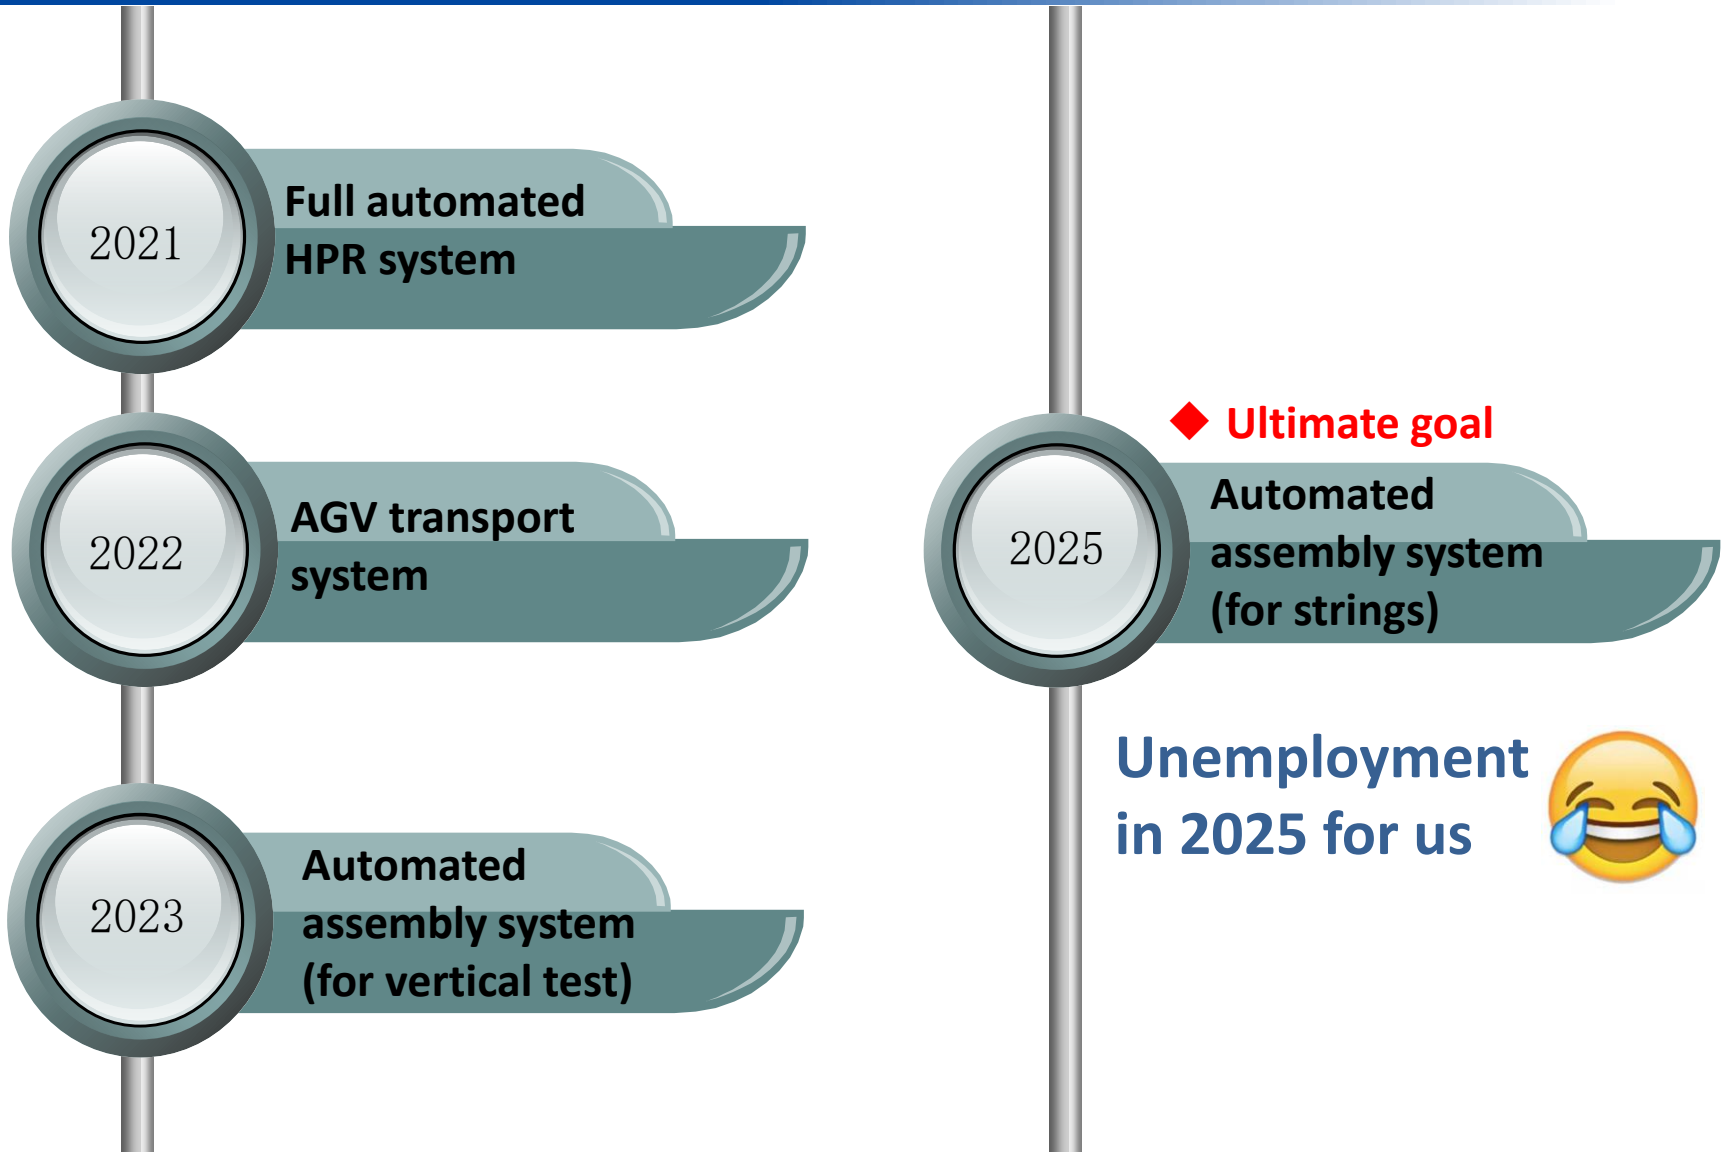 2021
Full automated
HPR system
2022
AGV transport
system
2023
Automated
assembly system
(for vertical test)
Ultimate goal
2025
Automated
assembly system
(for strings)
Unemployment
in 2025 for us